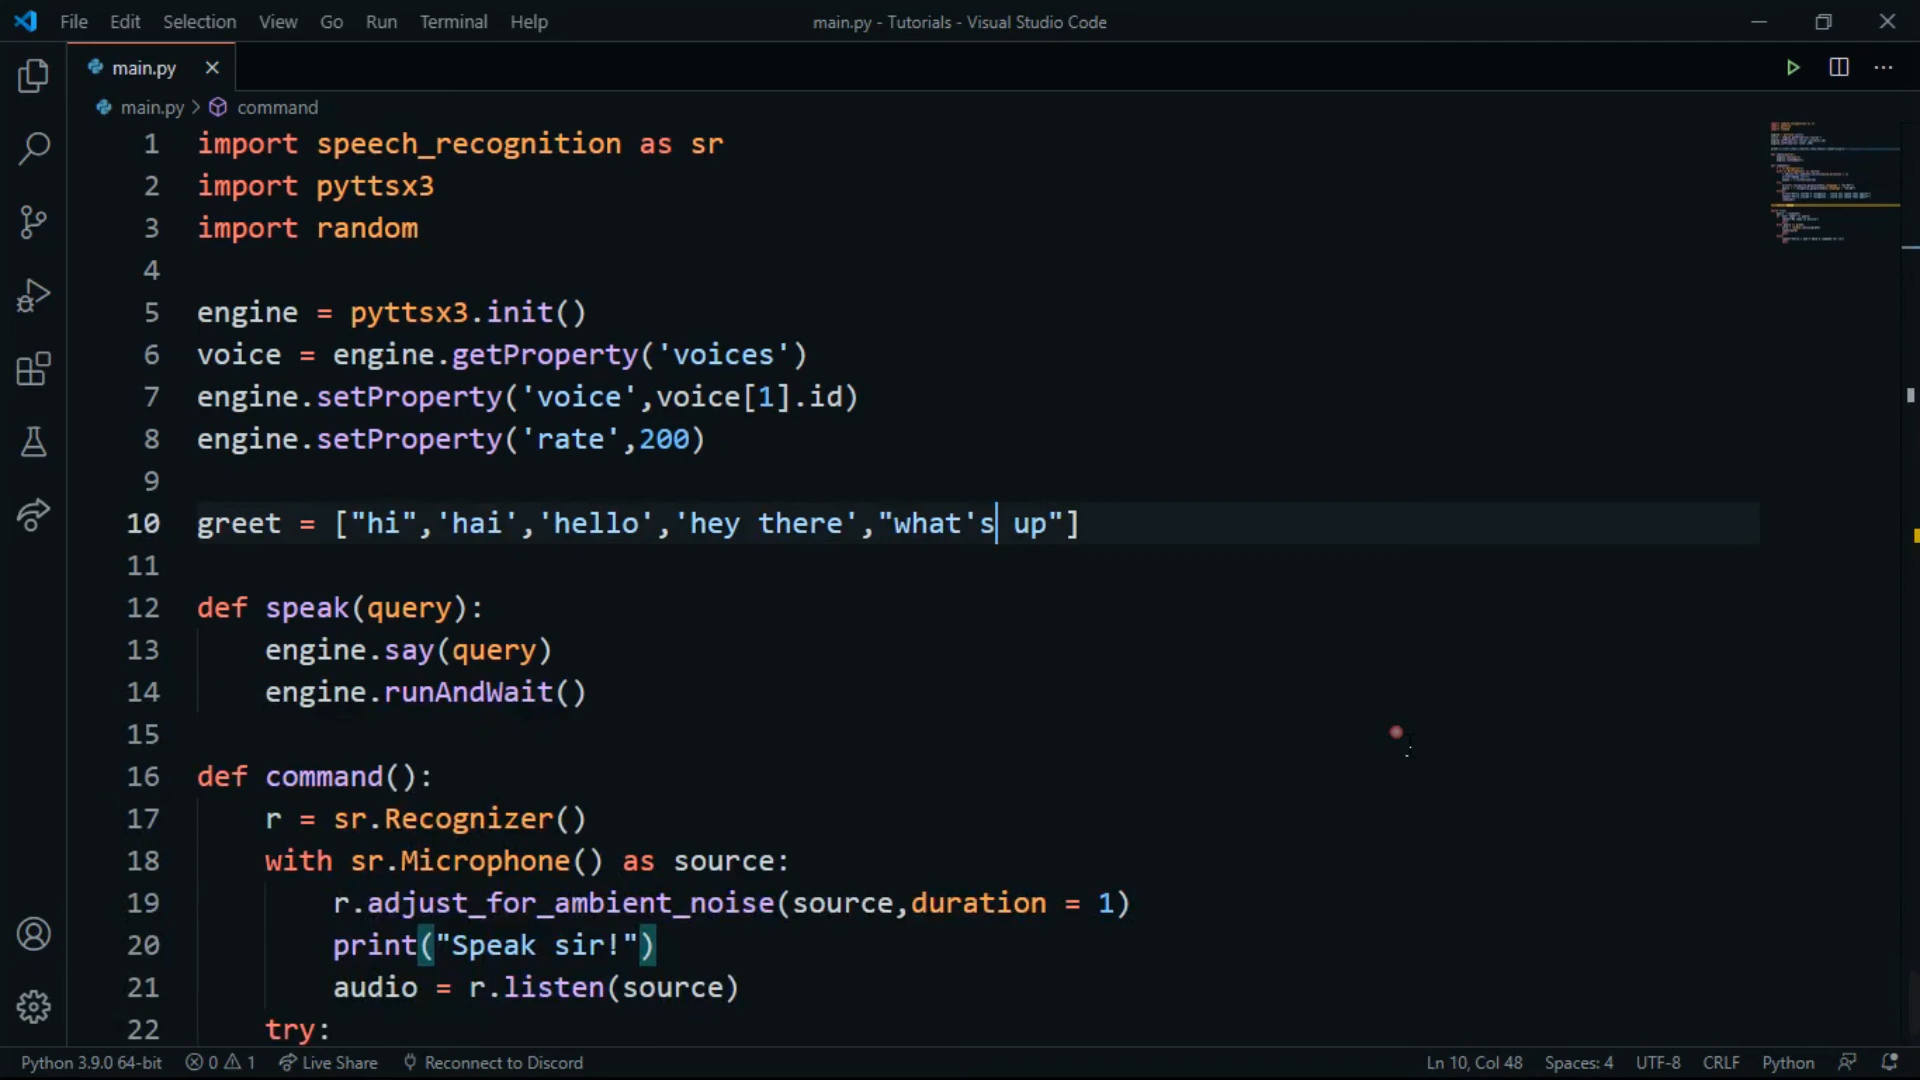 File Edit Selection View Go Run Terminal Help main.py - Tutorials - Visual Studio Code
main.py
main.py > command
1 import speech_recognition as sr
2 import pyttsx3
3 import random
4
5 engine = pyttsx3.init()
6 voice = engine.getProperty('voices')
7 engine.setProperty('voice',voice[1].id)
8 engine.setProperty('rate',200)
9
10 greet = ["hi",'hai','hello','hey there',"what's up"]
11
12 def speak(query):
13     engine.say(query)
14     engine.runAndWait()
15
16 def command():
17     r = sr.Recognizer()
18     with sr.Microphone() as source:
19         r.adjust_for_ambient_noise(source,duration = 1)
20         print("Speak sir!")
21         audio = r.listen(source)
22     try:
Python 3.9.0 64-bit 0 1 Live Share Reconnect to Discord Ln 10, Col 48 Spaces: 4 UTF-8 CRLF Python